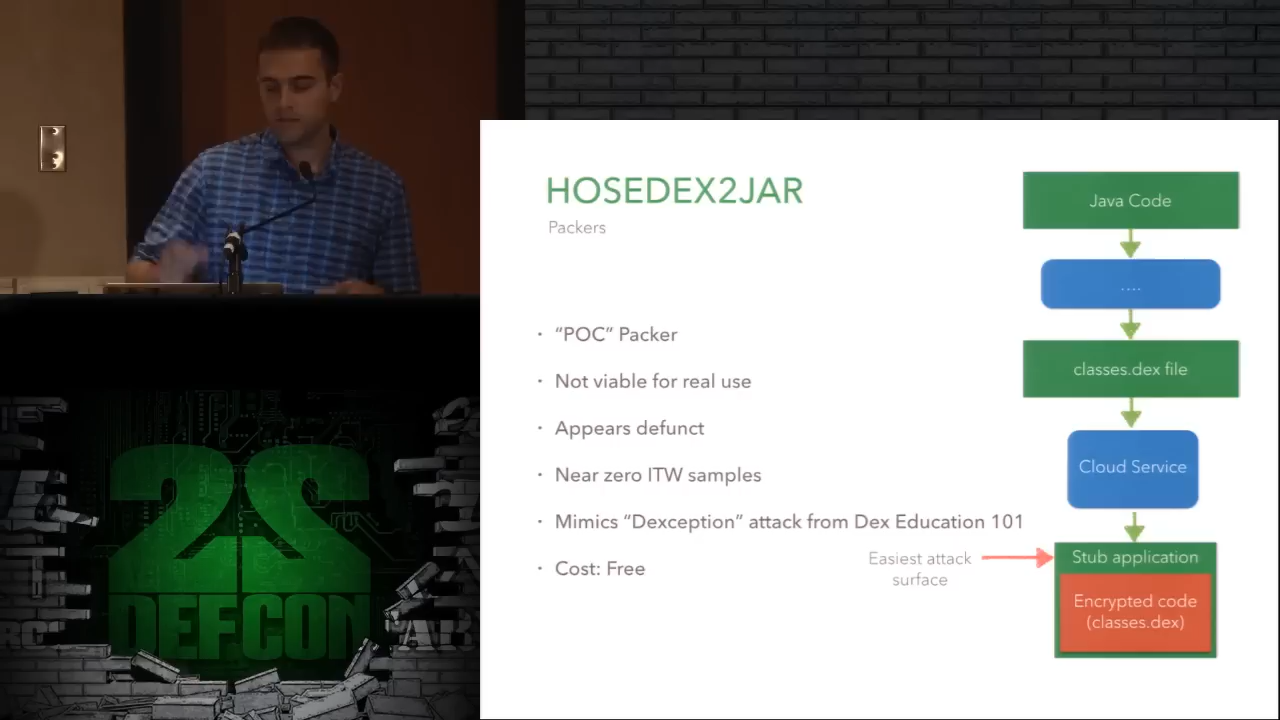 HOSEDEX2JAR
Packers
· "POC" Packer
· Not viable for real use
· Appears defunct
· Near zero ITW samples
· Mimics "Dexception" attack from Dex Education 101
· Cost: Free
Java Code
....
classes.dex file
Cloud Service
Easiest attack
surface
Stub application
Encrypted code
(classes.dex)
22
DEFCON